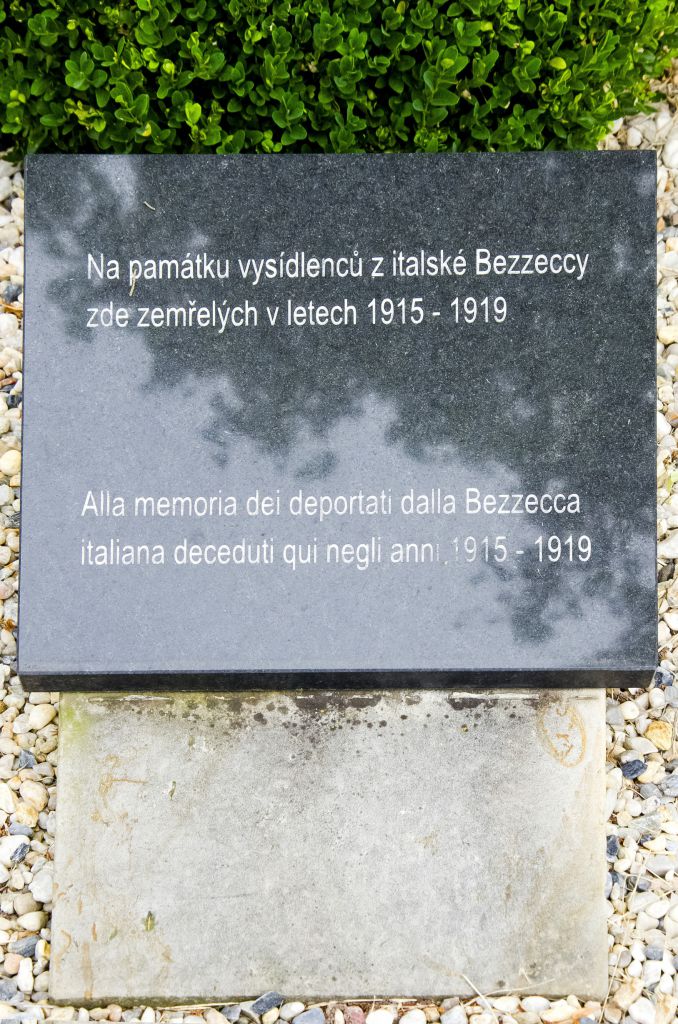 Na památku vysídlenců z italské Bezzeccy
zde zemřelých v letech 1915 - 1919
Alla memoria dei deportati dalla Bezzecca
italiana deceduti qui negli anni 1915 - 1919